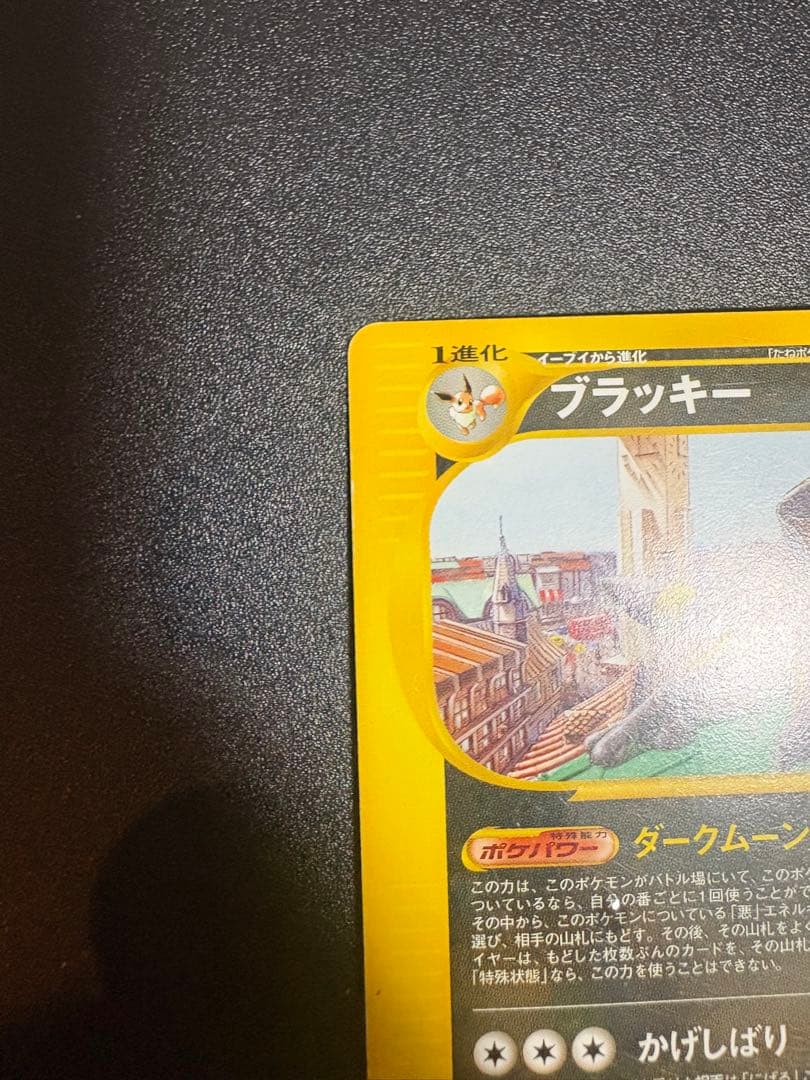 1進化
イーブイから進化
「たねポケ
ブラッキー
特殊能力
ポケパワー
ダークムーン
この力は、このポケモンがバトル場にいて、このポケ
ついているなら、自分の番ごとに1回使うことがで
その中から、このポケモンについている「悪」エネルギ
選び、相手の山札にもどす。その後、その山札をよく
イヤーは、もどした枚数ぶんのカードを、その山札
「特殊状態」なら、この力を使うことはできない。
かげしばり